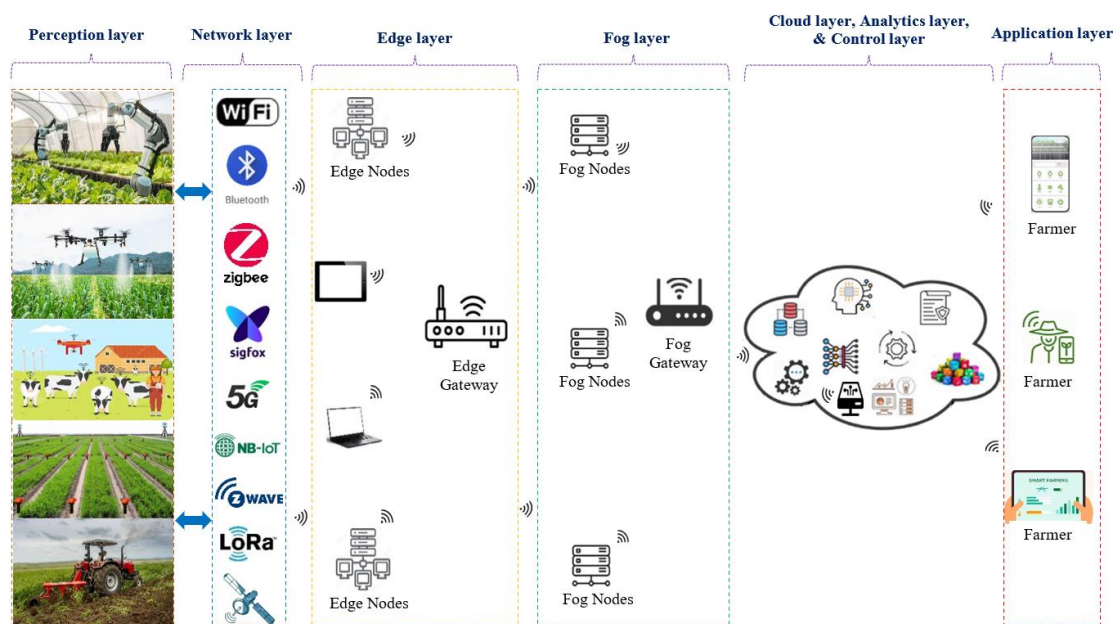 Perception layer
Network layer
Edge layer
Fog layer
Cloud layer, Analytics layer,
& Control layer
Application layer
WiFi
Bluetooth
zigbee
sigfox
5G
NB-IoT
Z WAVE
LoRa
Edge Nodes
Edge
Gateway
Edge Nodes
Fog Nodes
Fog Nodes
Fog
Gateway
Fog Nodes
Farmer
Farmer
SMART FARMING
Farmer